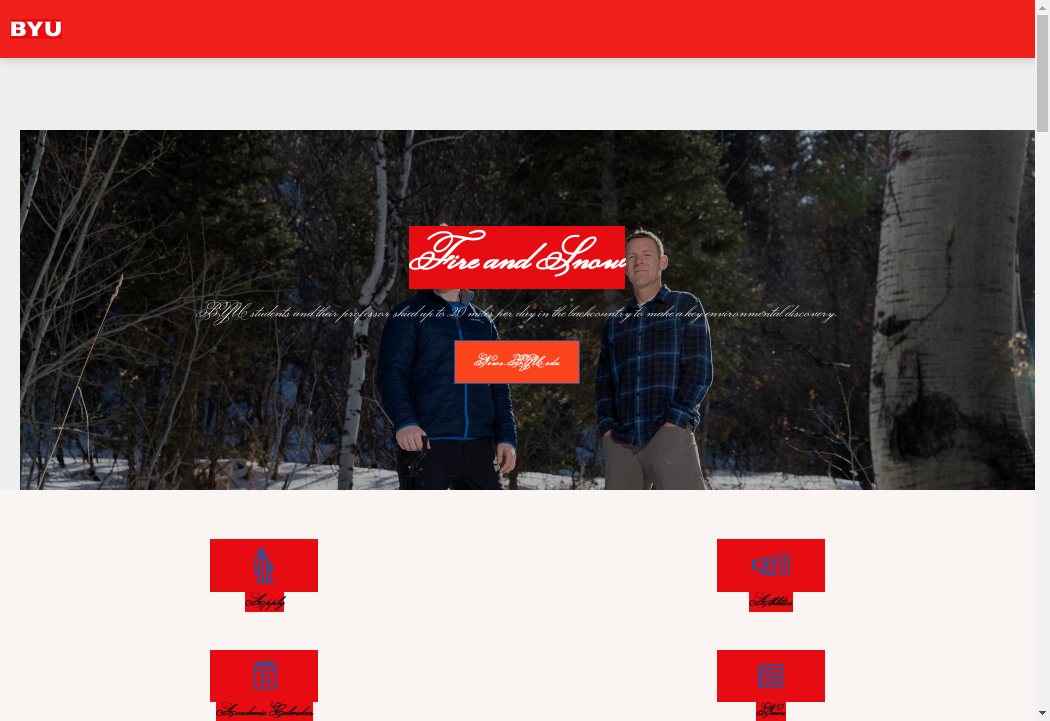 BYU
Fire and Snow
BYU students and their professor skied up to 20 miles per day in the backcountry to make a key environmental discovery.
News.BYU.edu
Apply
Athletics
31
Academic Calendar
News